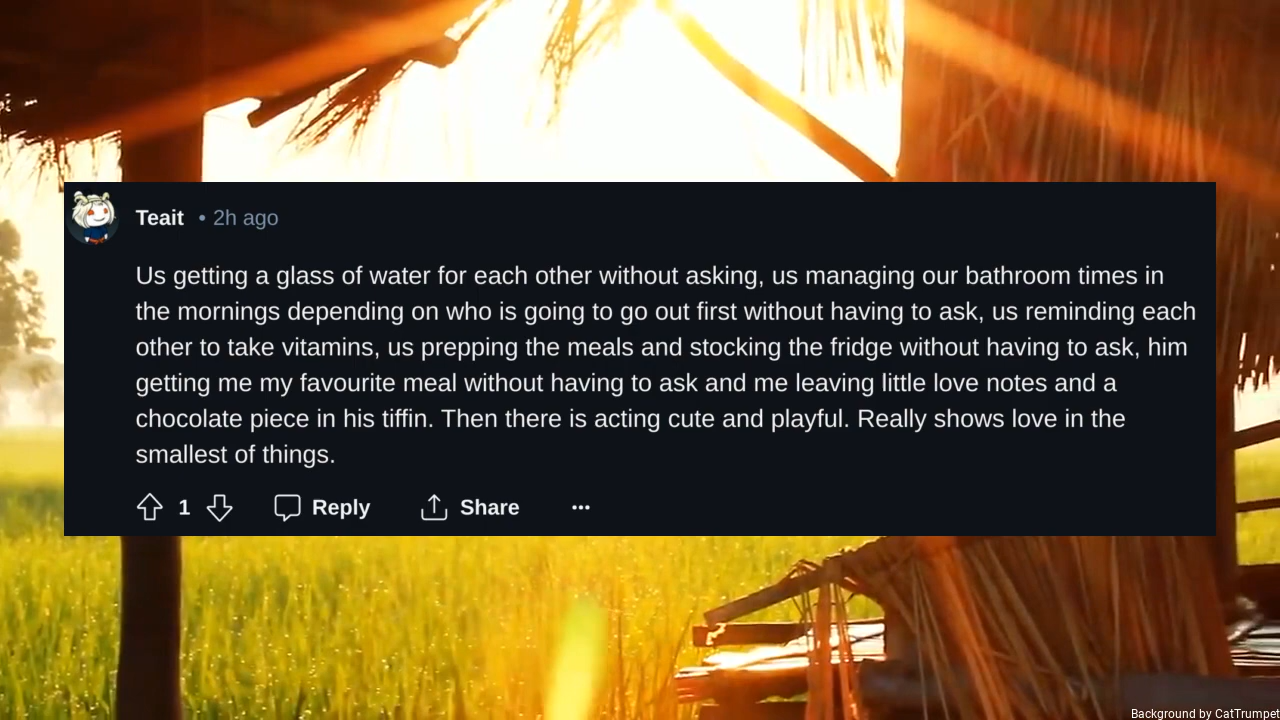 Teait • 2h ago
Us getting a glass of water for each other without asking, us managing our bathroom times in
the mornings depending on who is going to go out first without having to ask, us reminding each
other to take vitamins, us prepping the meals and stocking the fridge without having to ask, him
getting me my favourite meal without having to ask and me leaving little love notes and a
chocolate piece in his tiffin. Then there is acting cute and playful. Really shows love in the
smallest of things.
1 Reply Share ···
Background by CatTrumpet